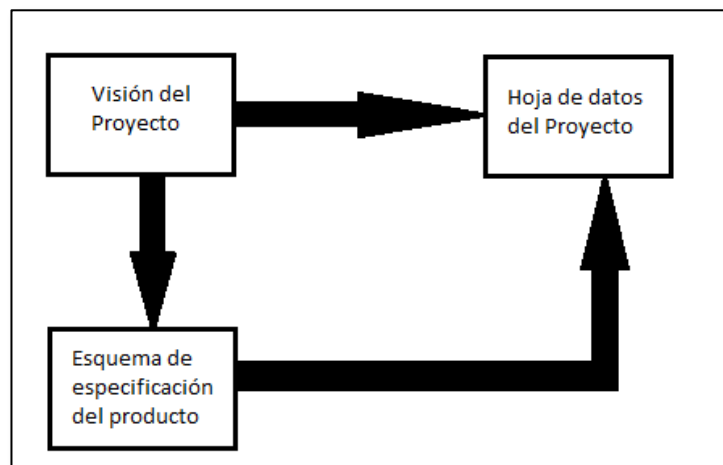 Visión del
Proyecto
Hoja de datos
del Proyecto
Esquema de
especificación
del producto